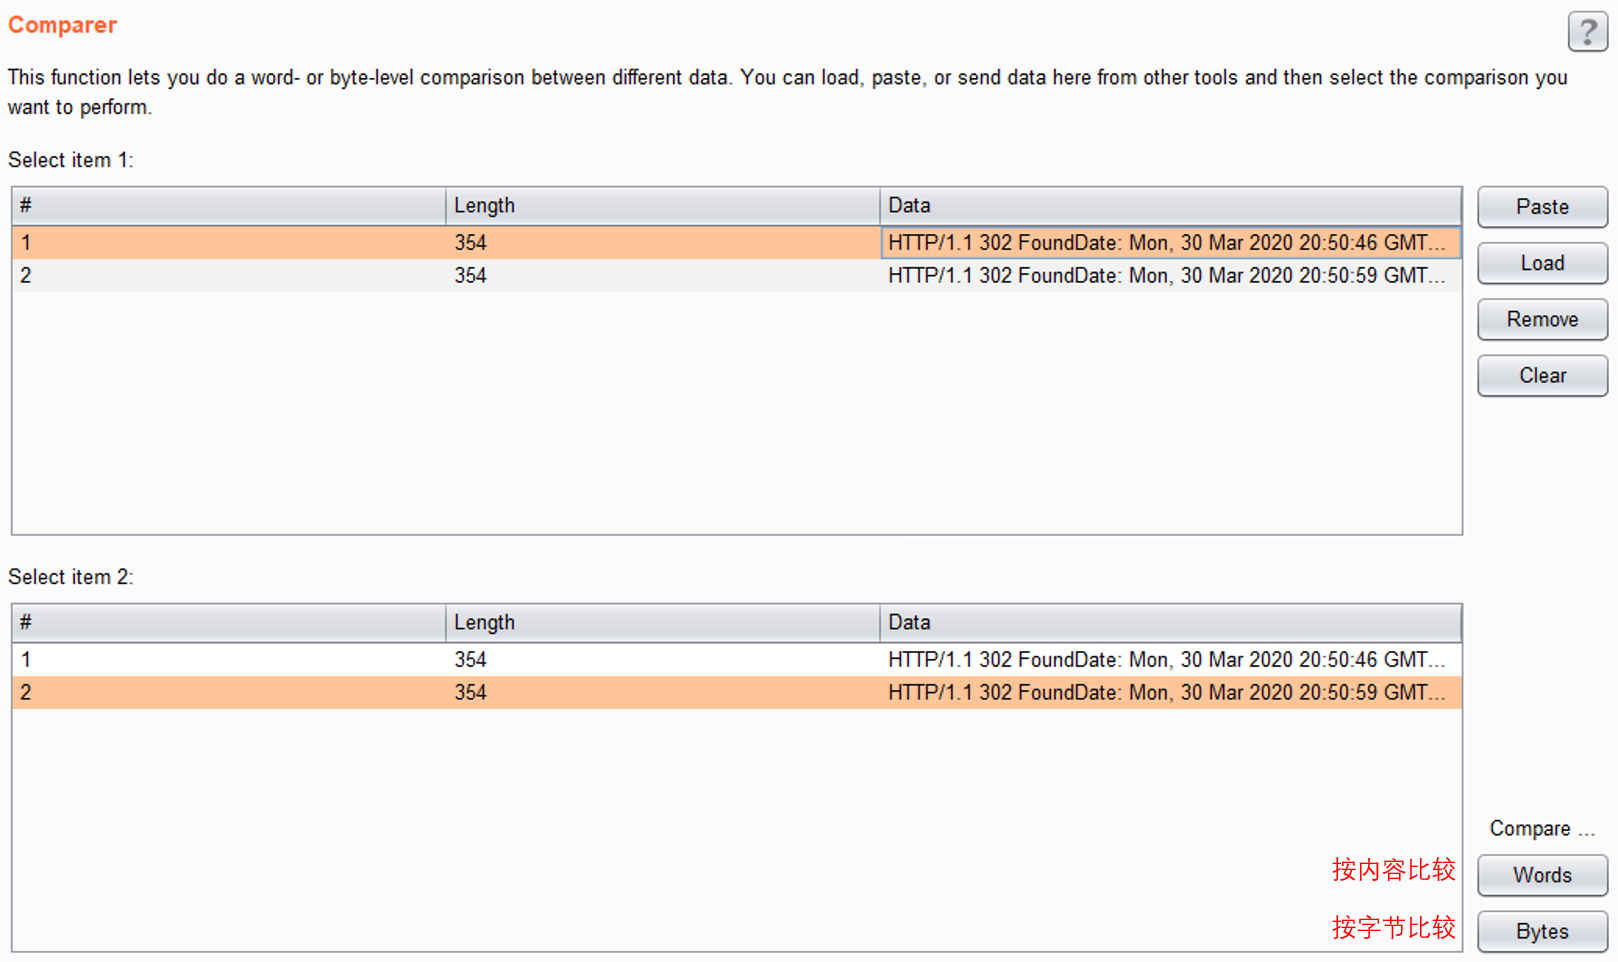 Comparer
?
This function lets you do a word- or byte-level comparison between different data. You can load, paste, or send data here from other tools and then select the comparison you
want to perform.
Select item 1:
# Length Data
1 354 HTTP/1.1 302 FoundDate: Mon, 30 Mar 2020 20:50:46 GMT...
2 354 HTTP/1.1 302 FoundDate: Mon, 30 Mar 2020 20:50:59 GMT...
Paste
Load
Remove
Clear
Select item 2:
# Length Data
1 354 HTTP/1.1 302 FoundDate: Mon, 30 Mar 2020 20:50:46 GMT...
2 354 HTTP/1.1 302 FoundDate: Mon, 30 Mar 2020 20:50:59 GMT...
Compare ...
按内容比较 Words
按字节比较 Bytes